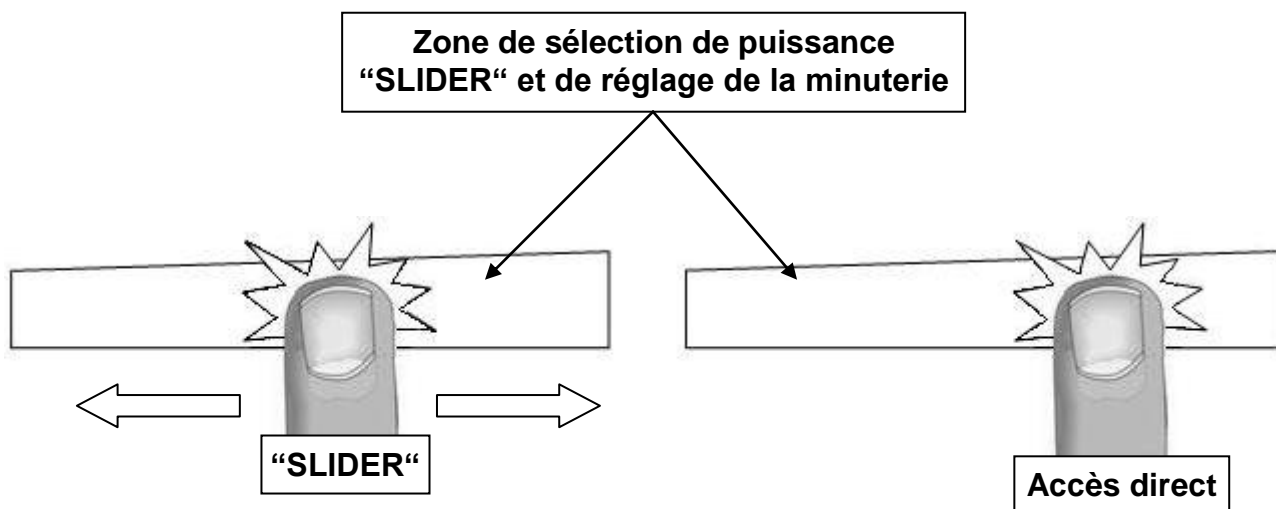 Zone de sélection de puissance
“SLIDER“ et de réglage de la minuterie
“SLIDER“
Accès direct